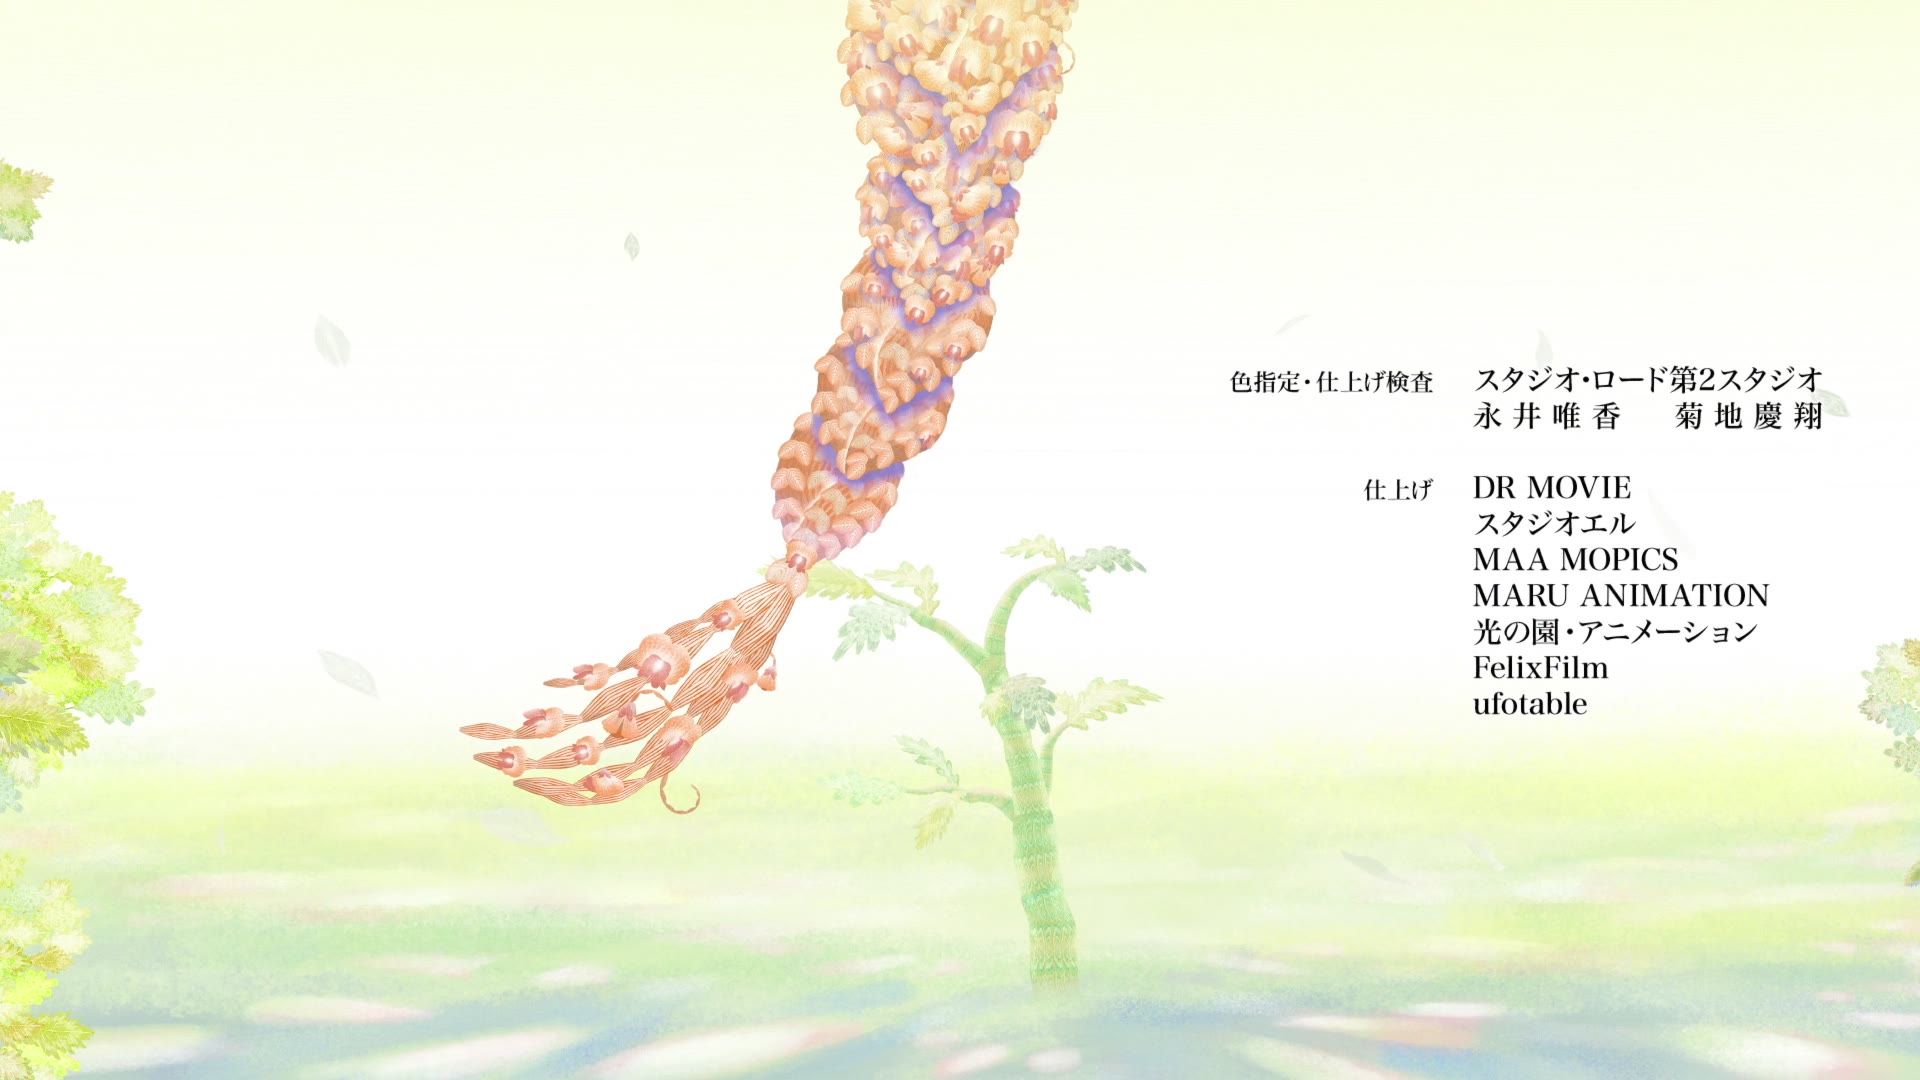 色指定・仕上げ検査 スタジオ・ロード第2スタジオ
永井唯香 菊地慶翔
仕上げ DR MOVIE
スタジオエル
MAA MOPICS
MARU ANIMATION
光の園・アニメーション
FelixFilm
ufotable